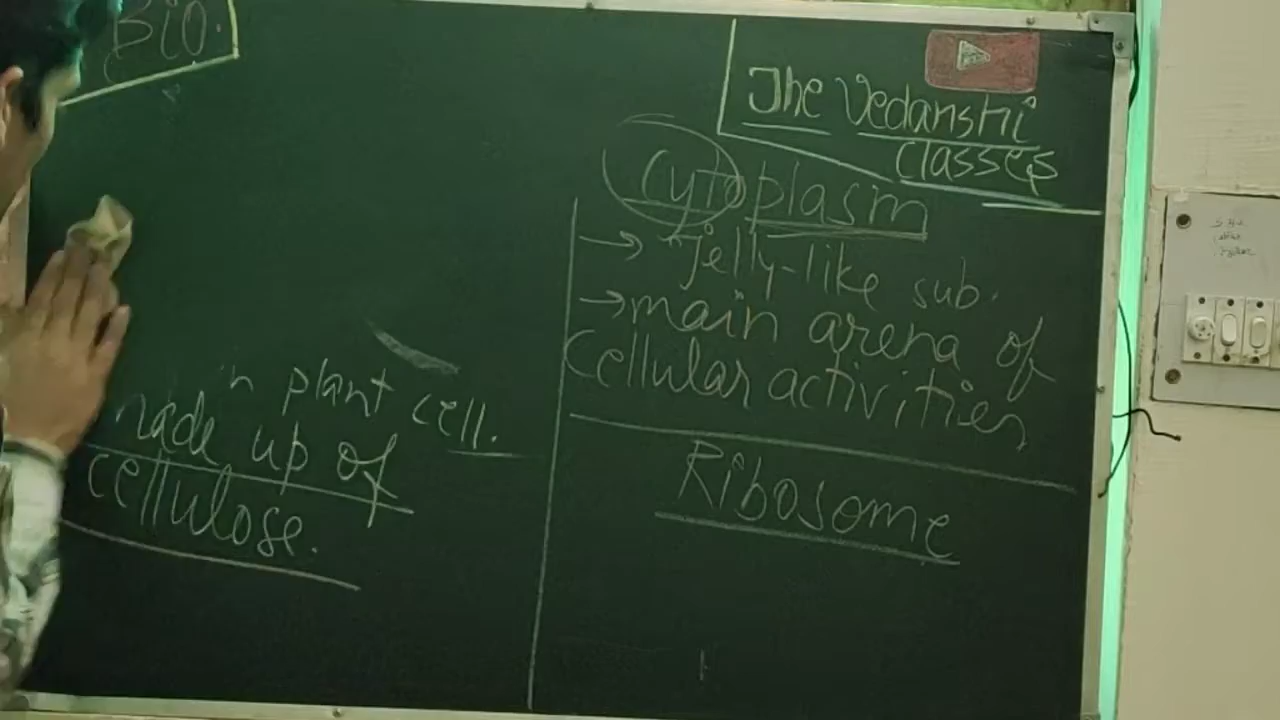 Bio.
The Vedanshi
classes
n plant cell.
made up of
cellulose.
Cytoplasm
→ Jelly-like sub.
→ main arena of
Cellular activities
Ribosome